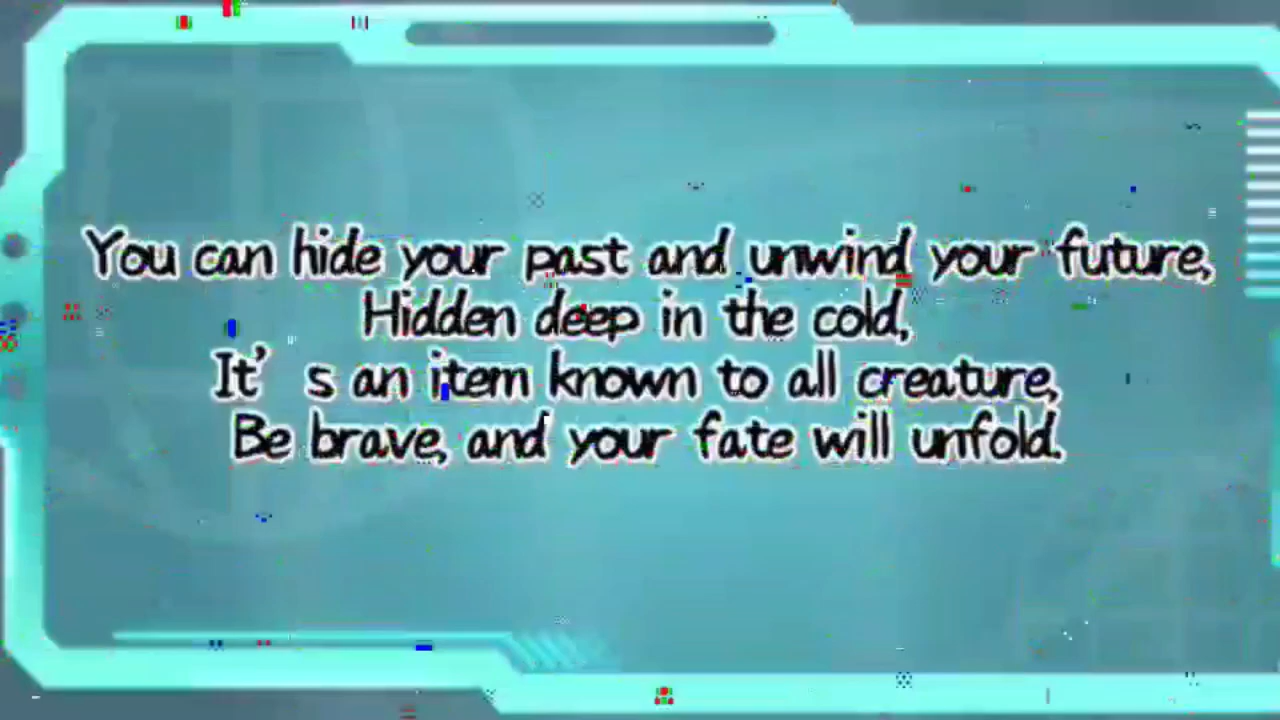 You can hide your past and unwind your future,
Hidden deep in the cold,
It’ s an item known to all creature,
Be brave, and your fate will unfold.